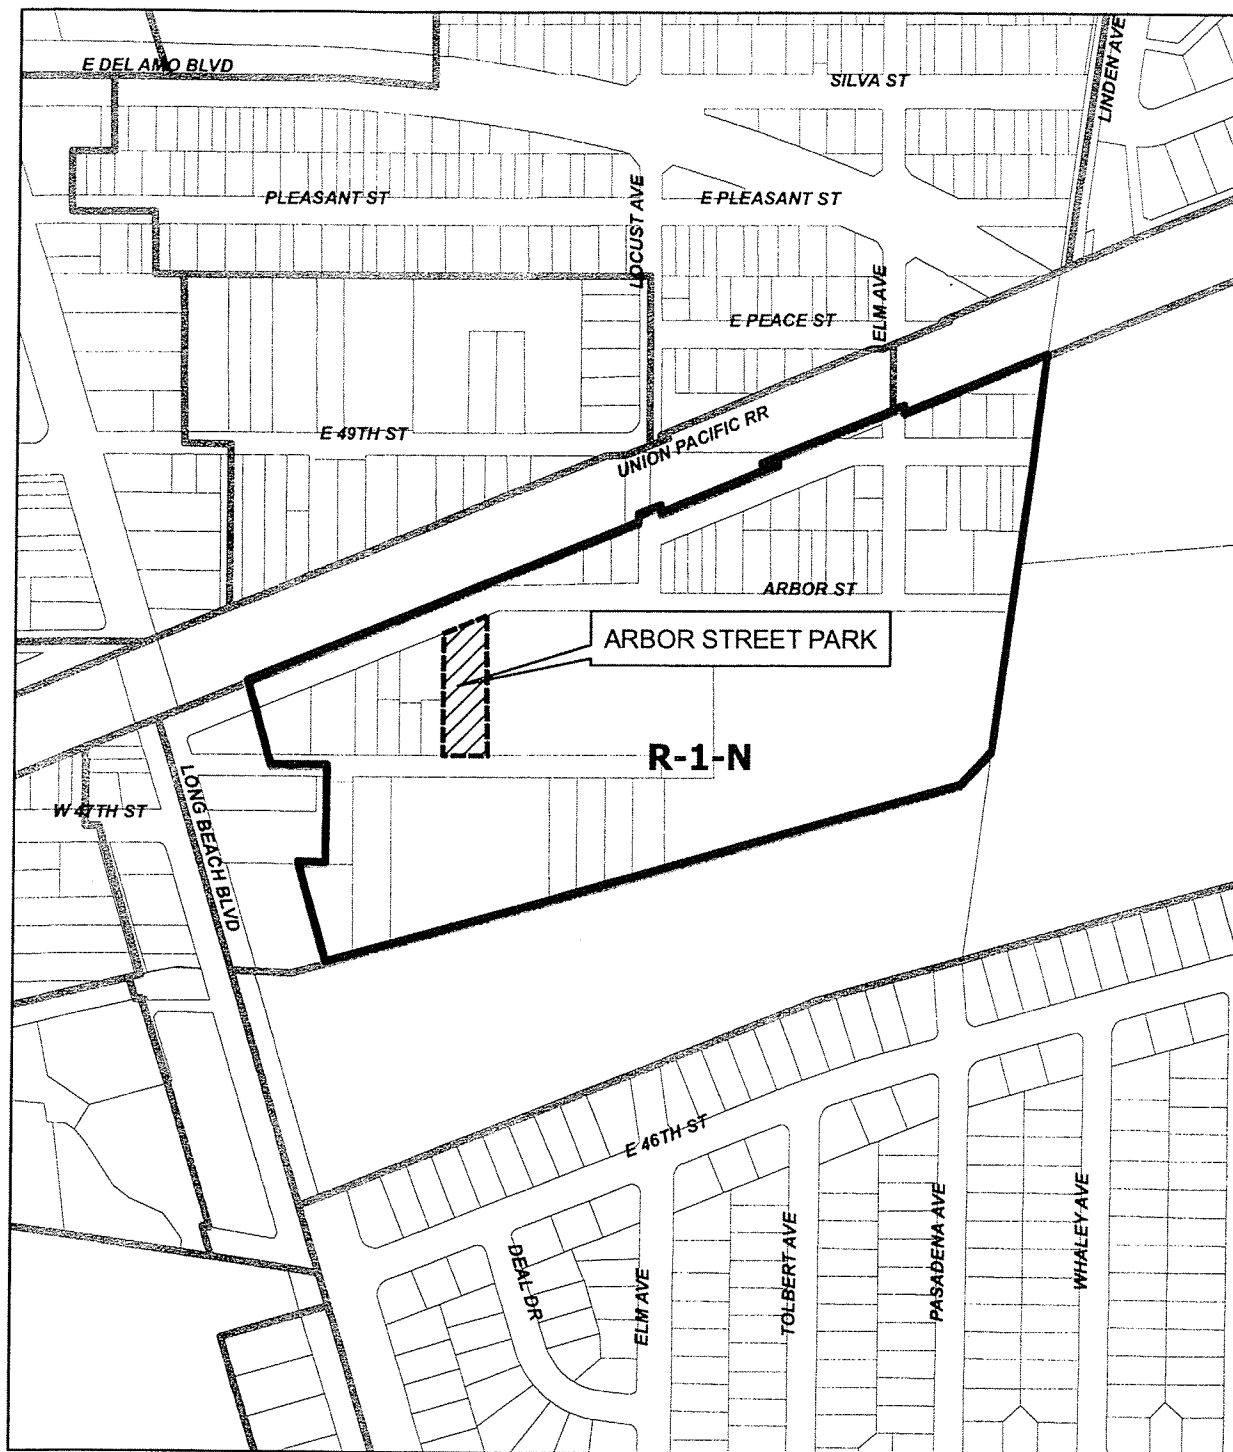 E DEL AMO BLVD
SILVA ST
LINDEN AVE
PLEASANT ST
LOCUST AVE
E PLEASANT ST
ELM AVE
E PEACE ST
E 49TH ST
UNION PACIFIC RR
ARBOR ST
ARBOR STREET PARK
R-1-N
W 47TH ST
LONG BEACH BLVD
E 46TH ST
DEAL DR
ELM AVE
TOLBERT AVE
PASADENA AVE
WHALEY AVE